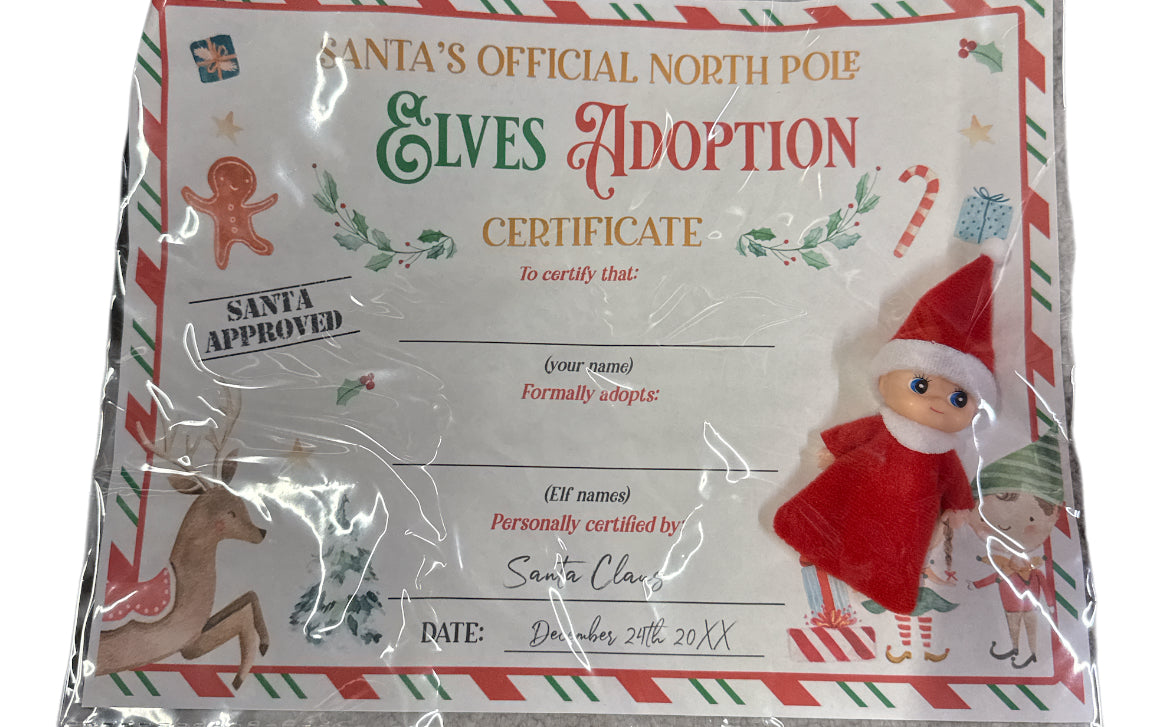 SANTA'S OFFICIAL NORTH POLE
ELVES ADOPTION
CERTIFICATE
To certify that:
SANTA
APPROVED
(your name)
Formally adopts:
(Elf names)
Personally certified by:
Santa Claus
DATE: December 24th 20XX